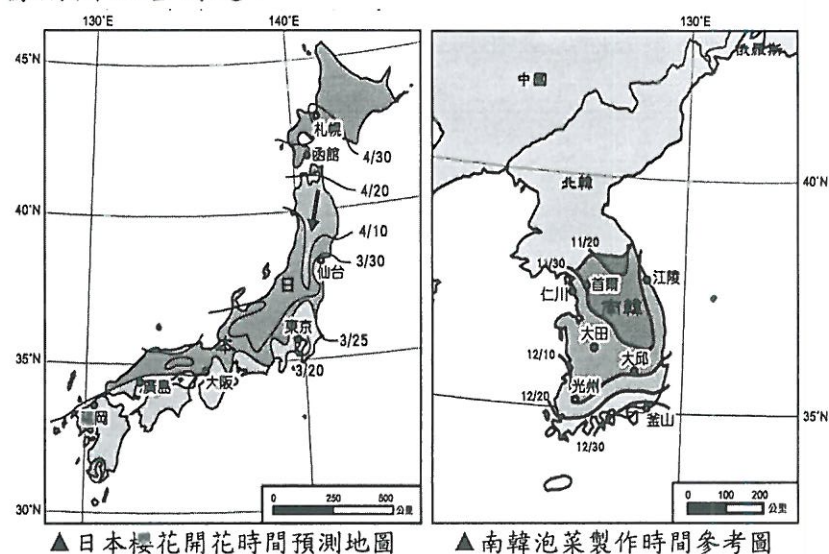 130°E
140°E
45°N
札幌
函館
4/30
4/20
40°N
4/10
3/30
仙台
日
東京
3/25
本
35°N
3/20
廣島
大阪
岡
30°N
0 250 500
公里
▲日本櫻花開花時間預測地圖
130°E
俄羅斯
中國
40°N
北韓
11/20
11/30
首爾
江陵
仁川
南韓
大田
12/10
大邱
光州
12/20
釜山
35°N
12/30
0 100 200
公里
▲南韓泡菜製作時間參考圖